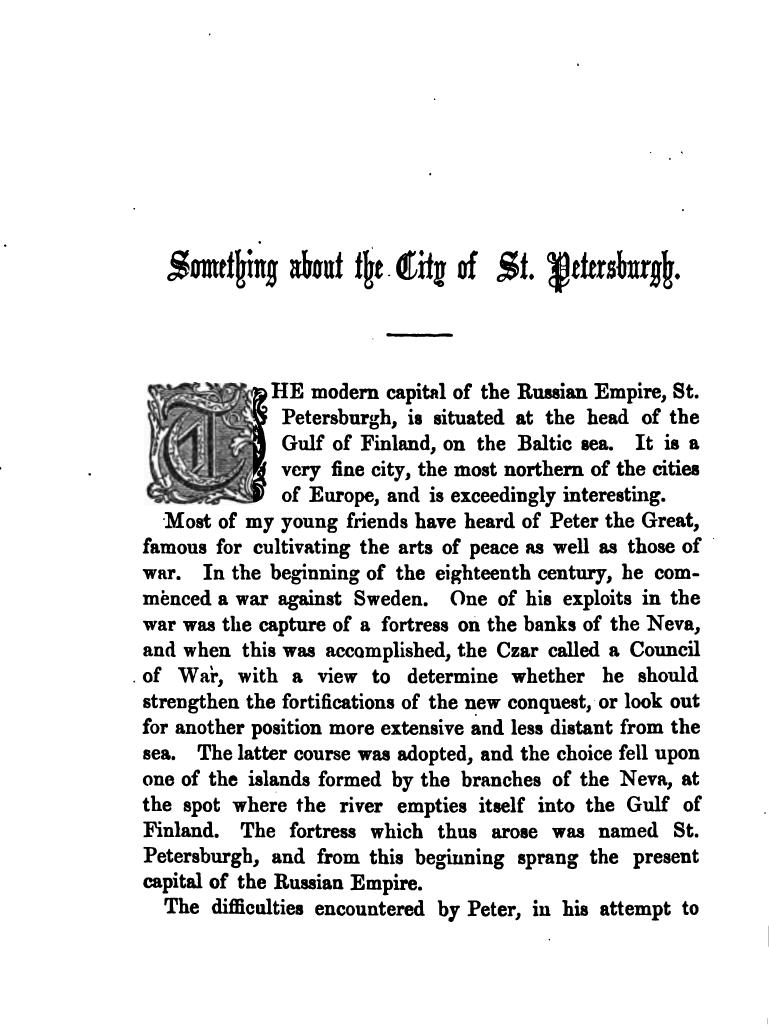 Something about the City of St. Petersburgh.
THE modern capital of the Russian Empire, St.
Petersburgh, is situated at the head of the
Gulf of Finland, on the Baltic sea. It is a
very fine city, the most northern of the cities
of Europe, and is exceedingly interesting.
Most of my young friends have heard of Peter the Great,
famous for cultivating the arts of peace as well as those of
war. In the beginning of the eighteenth century, he com-
menced a war against Sweden. One of his exploits in the
war was the capture of a fortress on the banks of the Neva,
and when this was accomplished, the Czar called a Council
of War, with a view to determine whether he should
strengthen the fortifications of the new conquest, or look out
for another position more extensive and less distant from the
sea. The latter course was adopted, and the choice fell upon
one of the islands formed by the branches of the Neva, at
the spot where the river empties itself into the Gulf of
Finland. The fortress which thus arose was named St.
Petersburgh, and from this beginning sprang the present
capital of the Russian Empire.
The difficulties encountered by Peter, in his attempt to